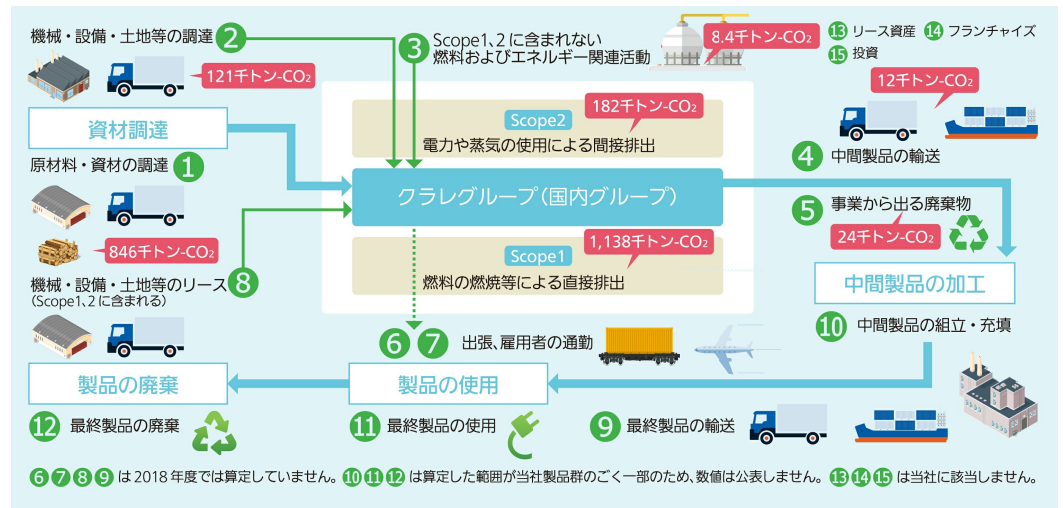 機械・設備・土地等の調達 2
121千トン-CO₂
3 Scope1、2 に含まれない
燃料およびエネルギー関連活動
8.4千トン-CO₂
13 リース資産 14 フランチャイズ
15 投資
12千トン-CO₂
資材調達
Scope2
182千トン-CO₂
電力や蒸気の使用による間接排出
4 中間製品の輸送
原材料・資材の調達 1
クラレグループ(国内グループ)
5 事業から出る廃棄物
24千トン-CO₂
846千トン-CO₂
Scope1
1,138千トン-CO₂
燃料の燃焼等による直接排出
機械・設備・土地等のリース 8
(Scope1、2 に含まれる)
中間製品の加工
10 中間製品の組立・充填
6 7 出張、雇用者の通勤
製品の廃棄
製品の使用
12 最終製品の廃棄
11 最終製品の使用
9 最終製品の輸送
6 7 8 9 は 2018 年度では算定していません。10 11 12 は算定した範囲が当社製品群のごく一部のため、数値は公表しません。13 14 15 は当社に該当しません。